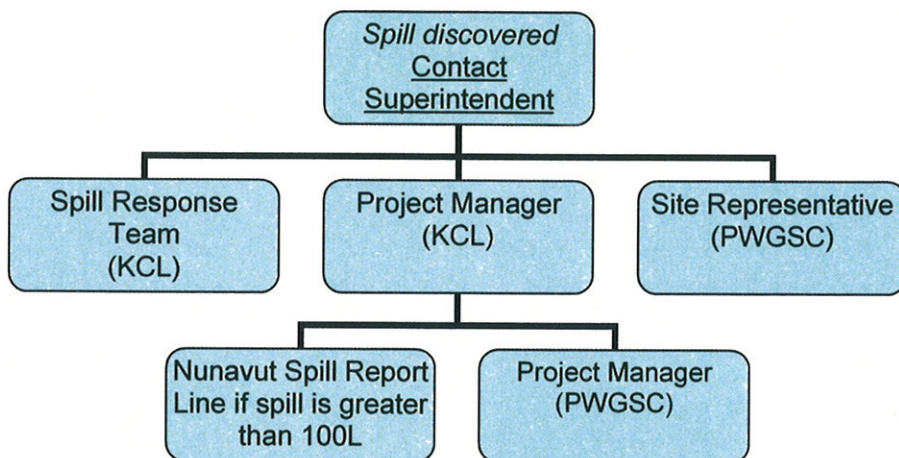 Spill discovered
Contact
Superintendent
Spill Response
Team
(KCL)
Project Manager
(KCL)
Site Representative
(PWGSC)
Nunavut Spill Report
Line if spill is greater
than 100L
Project Manager
(PWGSC)